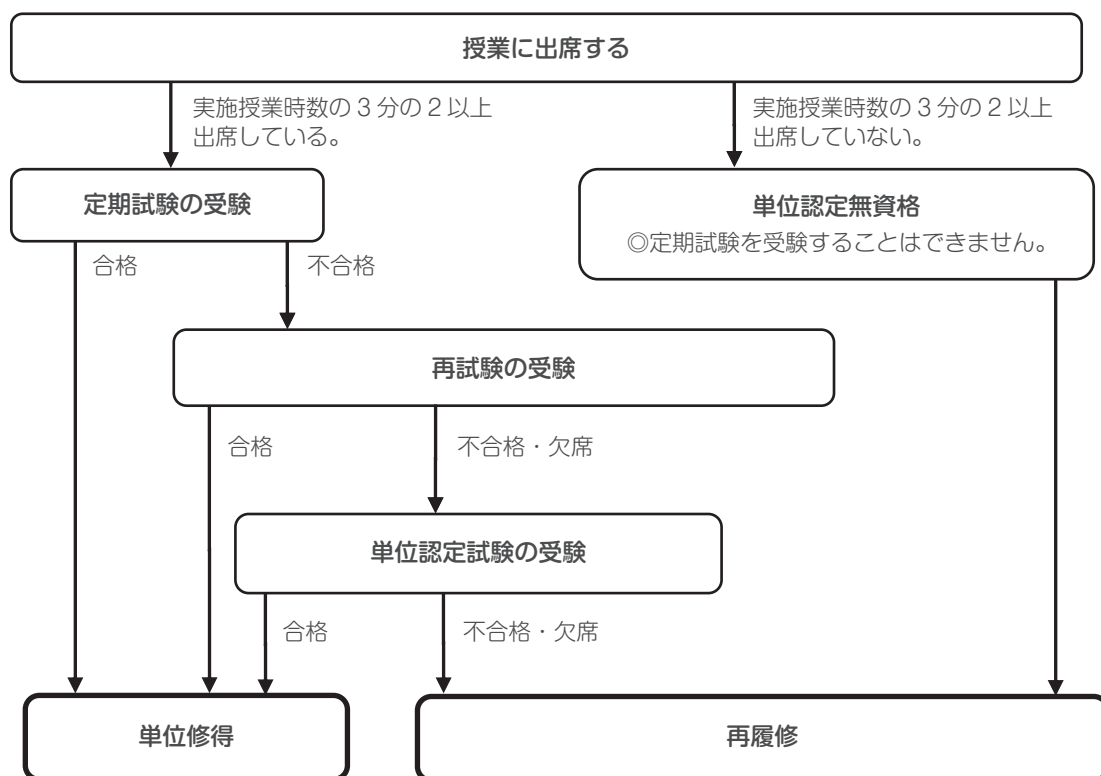 授業に出席する
実施授業時数の3分の2以上
出席している。
実施授業時数の3分の2以上
出席していない。
定期試験の受験
単位認定無資格
◎定期試験を受験することはできません。
合格
不合格
再試験の受験
合格
不合格・欠席
単位認定試験の受験
合格
不合格・欠席
単位修得
再履修